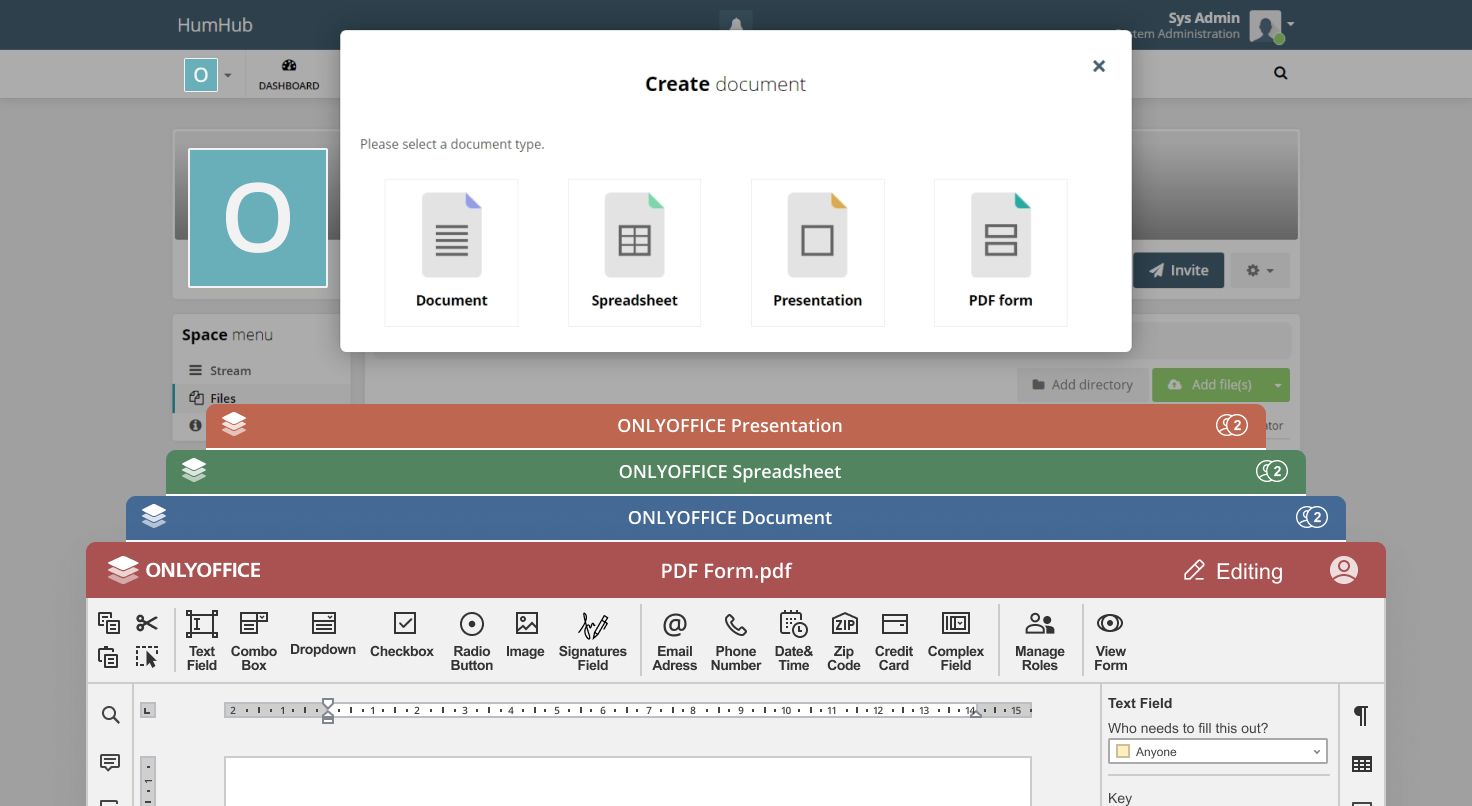 HumHub
Sys Admin
tem Administration
O
DASHBOARD
Create document
Please select a document type.
O
Document
Spreadsheet
Presentation
PDF form
Invite
Space menu
Stream
Files
Add directory
Add file(s)
ator
ONLYOFFICE Presentation
2
ONLYOFFICE Spreadsheet
2
ONLYOFFICE Document
2
ONLYOFFICE
PDF Form.pdf
Editing
Text
Field
Combo
Box
Dropdown
Checkbox
Radio
Button
Image
Signatures
Field
Email
Adress
Phone
Number
Date&
Time
ZIP
Zip
Code
Credit
Card
Complex
Field
Manage
Roles
View
Form
2 1 1 2 3 4 5 6 7 8 9 10 11 12 13 14 15
1
Text Field
Who needs to fill this out?
Anyone
Key